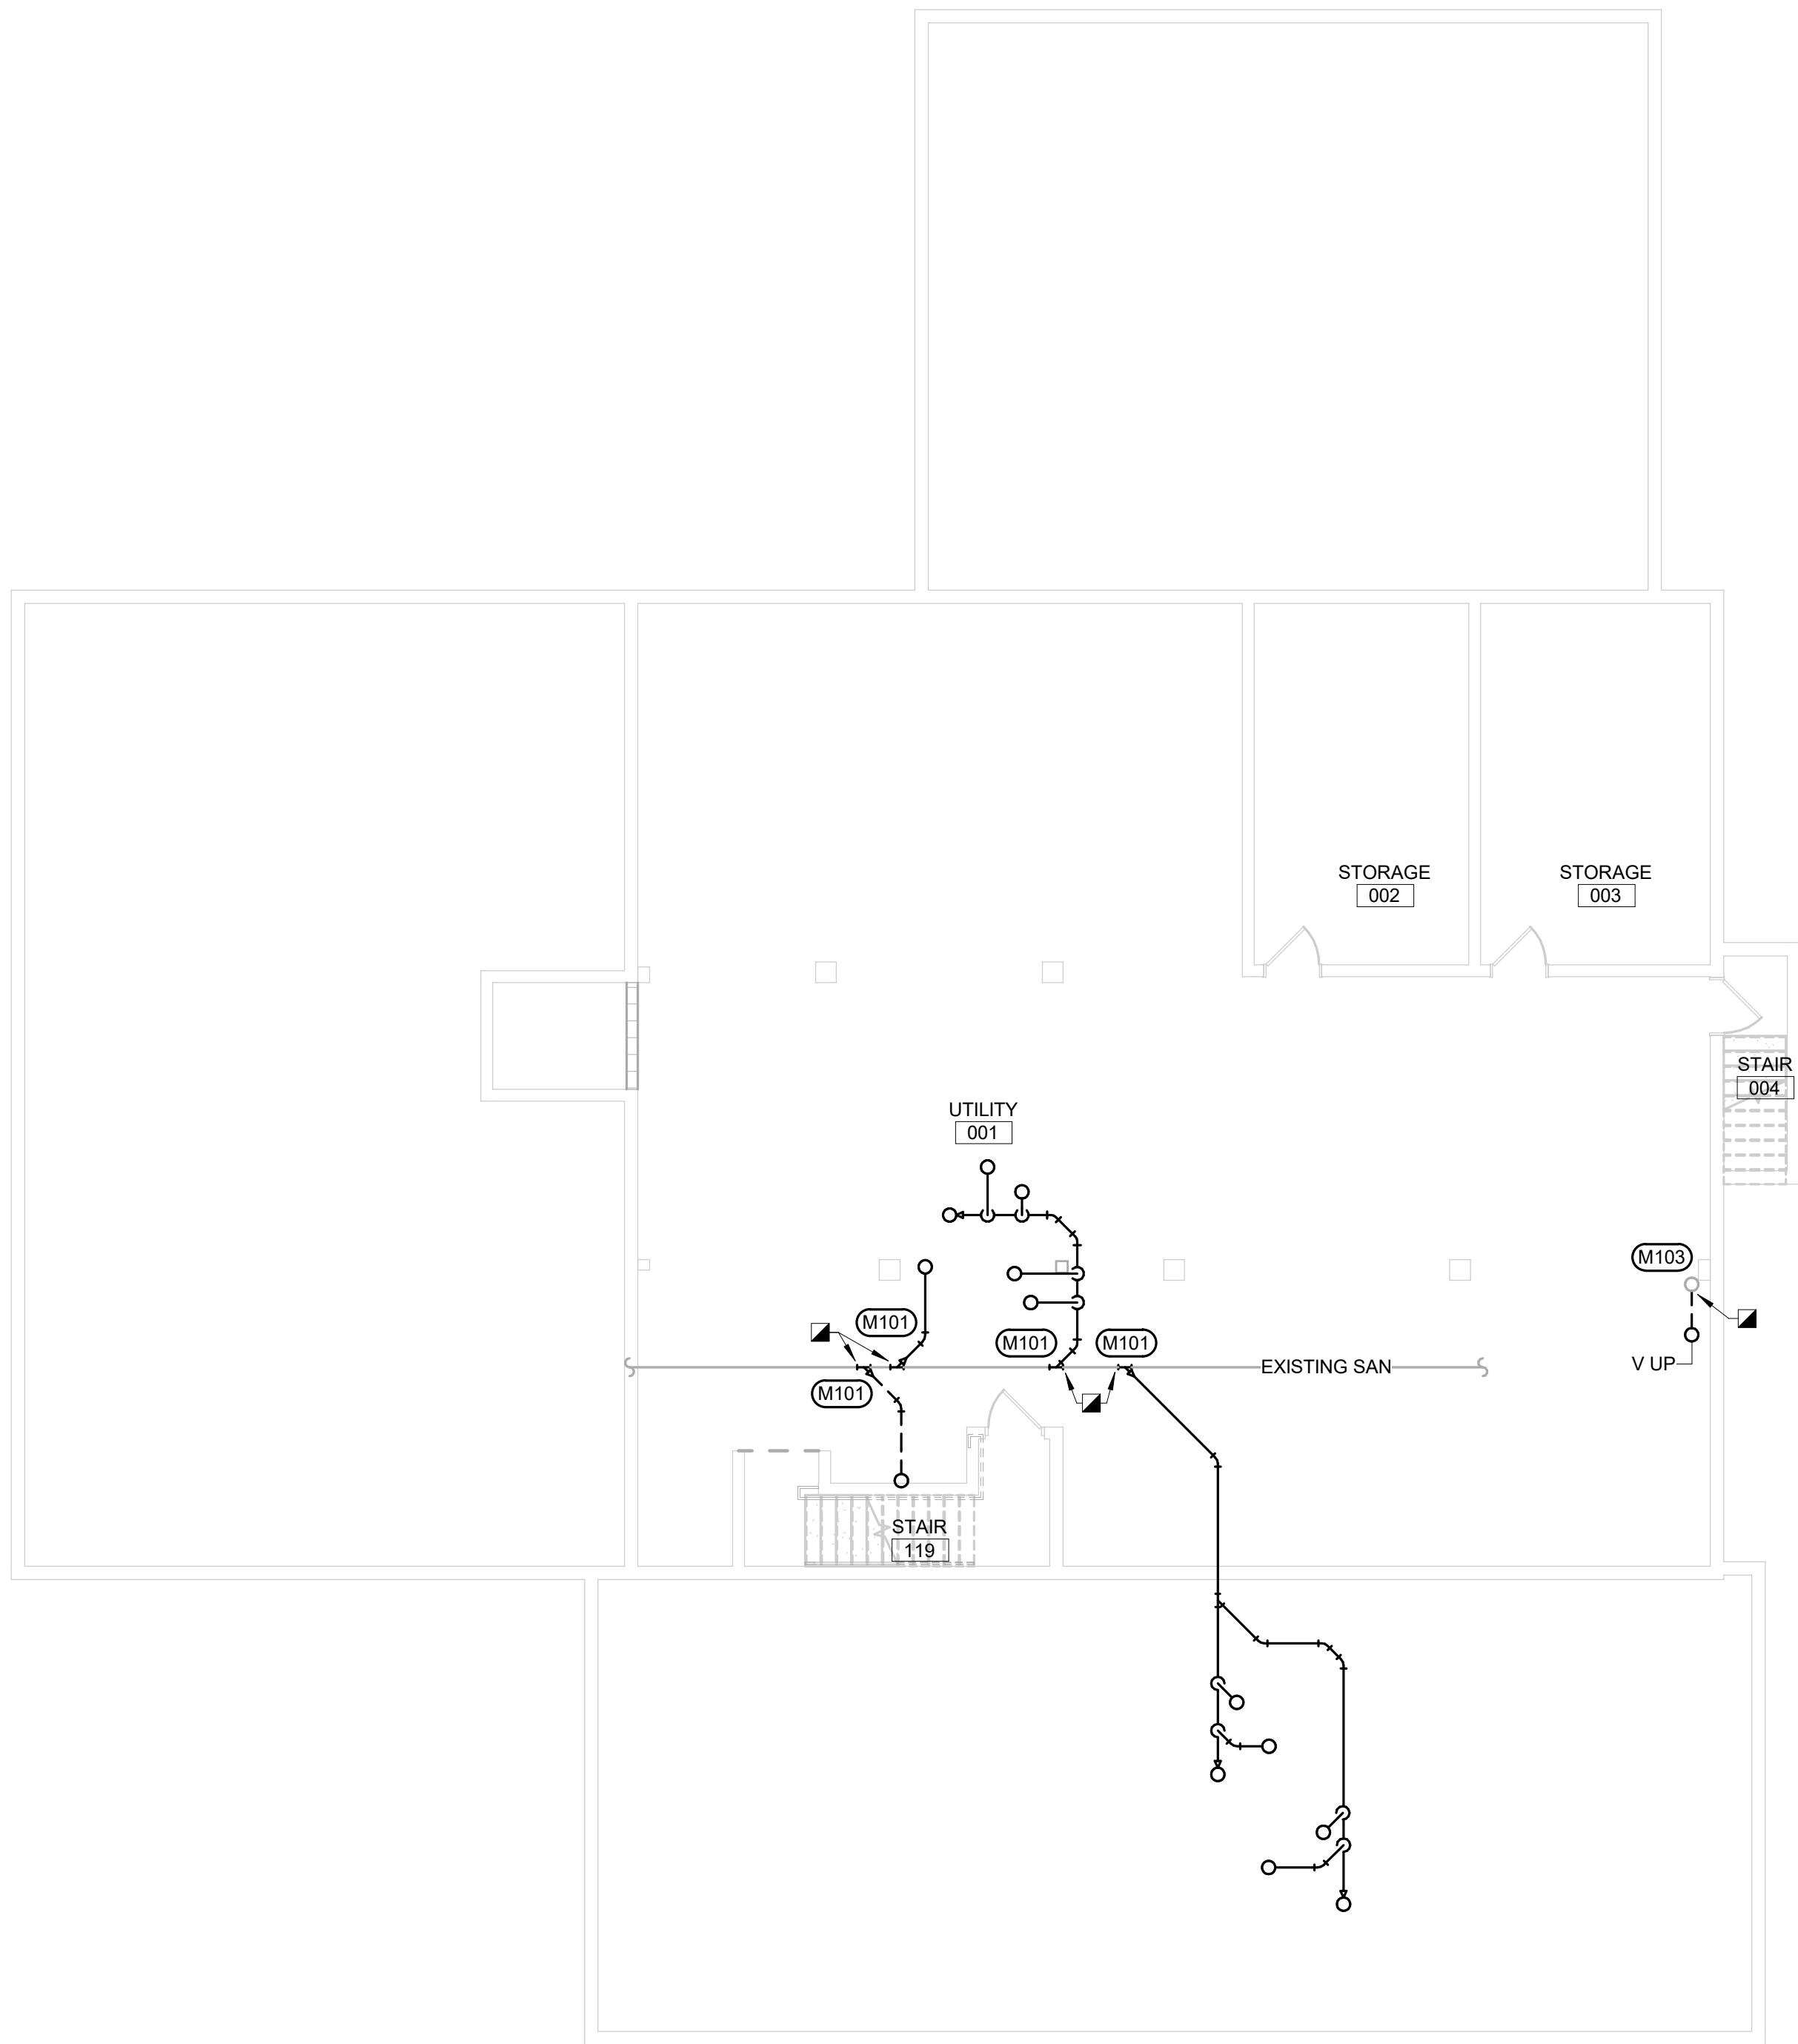 STORAGE
002
STORAGE
003
STAIR
004
UTILITY
001
M103
M101
M101
M101
EXISTING SAN
V UP
M101
STAIR
119